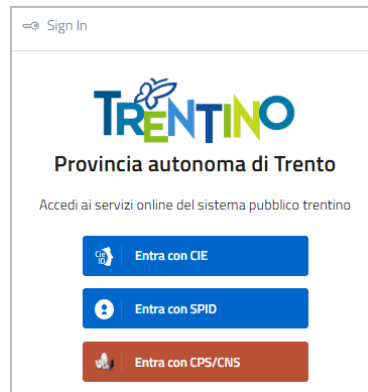 Sign In
TRENTINO
Provincia autonoma di Trento
Accedi ai servizi online del sistema pubblico trentino
Entra con CIE
Entra con SPID
Entra con CPS/CNS